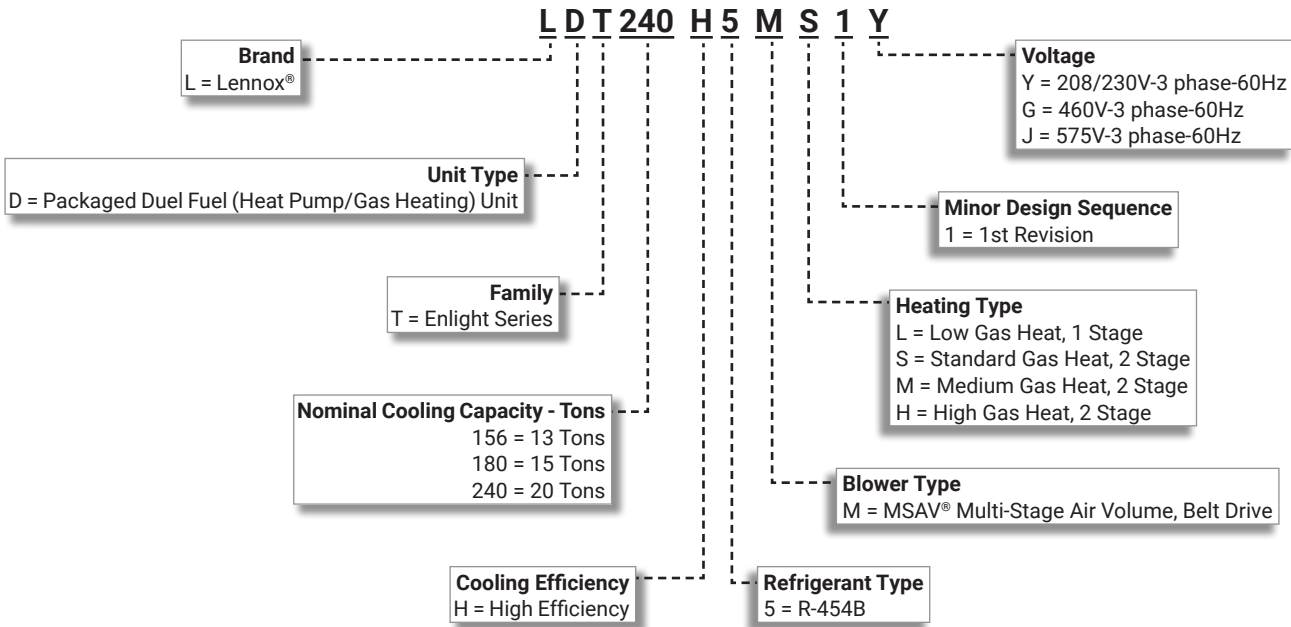 L D T 240 H 5 M S 1 Y
Brand
L = Lennox®
Voltage
Y = 208/230V-3 phase-60Hz
G = 460V-3 phase-60Hz
J = 575V-3 phase-60Hz
Unit Type
D = Packaged Duel Fuel (Heat Pump/Gas Heating) Unit
Minor Design Sequence
1 = 1st Revision
Family
T = Enlight Series
Heating Type
L = Low Gas Heat, 1 Stage
S = Standard Gas Heat, 2 Stage
M = Medium Gas Heat, 2 Stage
H = High Gas Heat, 2 Stage
Nominal Cooling Capacity - Tons
156 = 13 Tons
180 = 15 Tons
240 = 20 Tons
Blower Type
M = MSAV® Multi-Stage Air Volume, Belt Drive
Cooling Efficiency
H = High Efficiency
Refrigerant Type
5 = R-454B